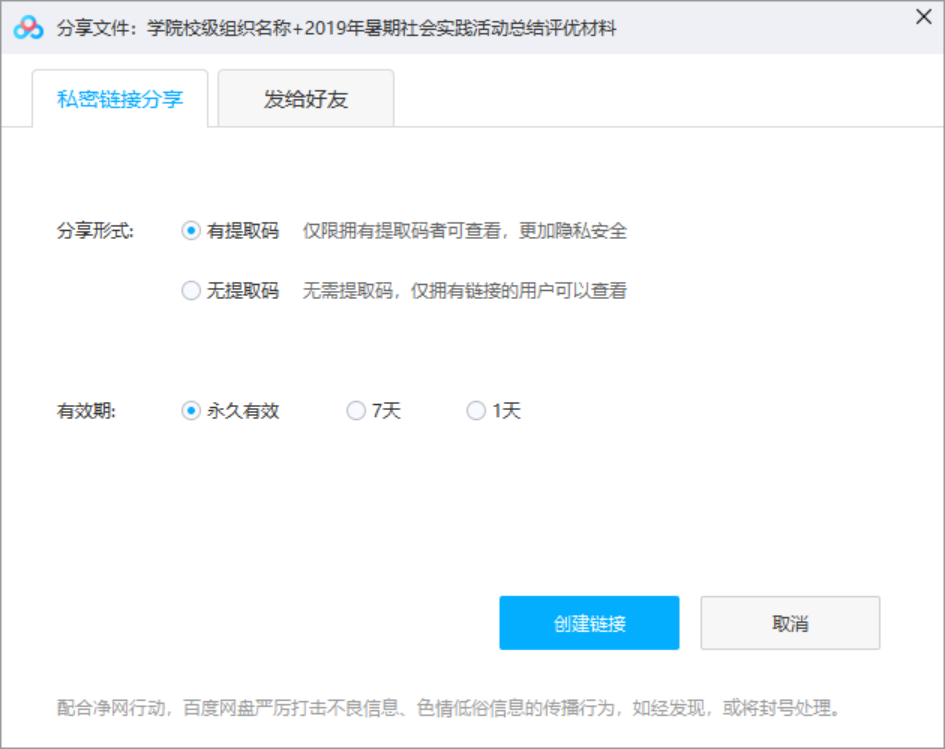 分享文件：学院校级组织名称+2019年暑期社会实践活动总结评优材料
私密链接分享 发给好友
分享形式: 有提取码 仅限拥有提取码者可查看，更加隐私安全
无提取码 无需提取码，仅拥有链接的用户可以查看
有效期: 永久有效 7天 1天
创建链接 取消
配合净网行动，百度网盘严厉打击不良信息、色情低俗信息的传播行为，如经发现，或将封号处理。